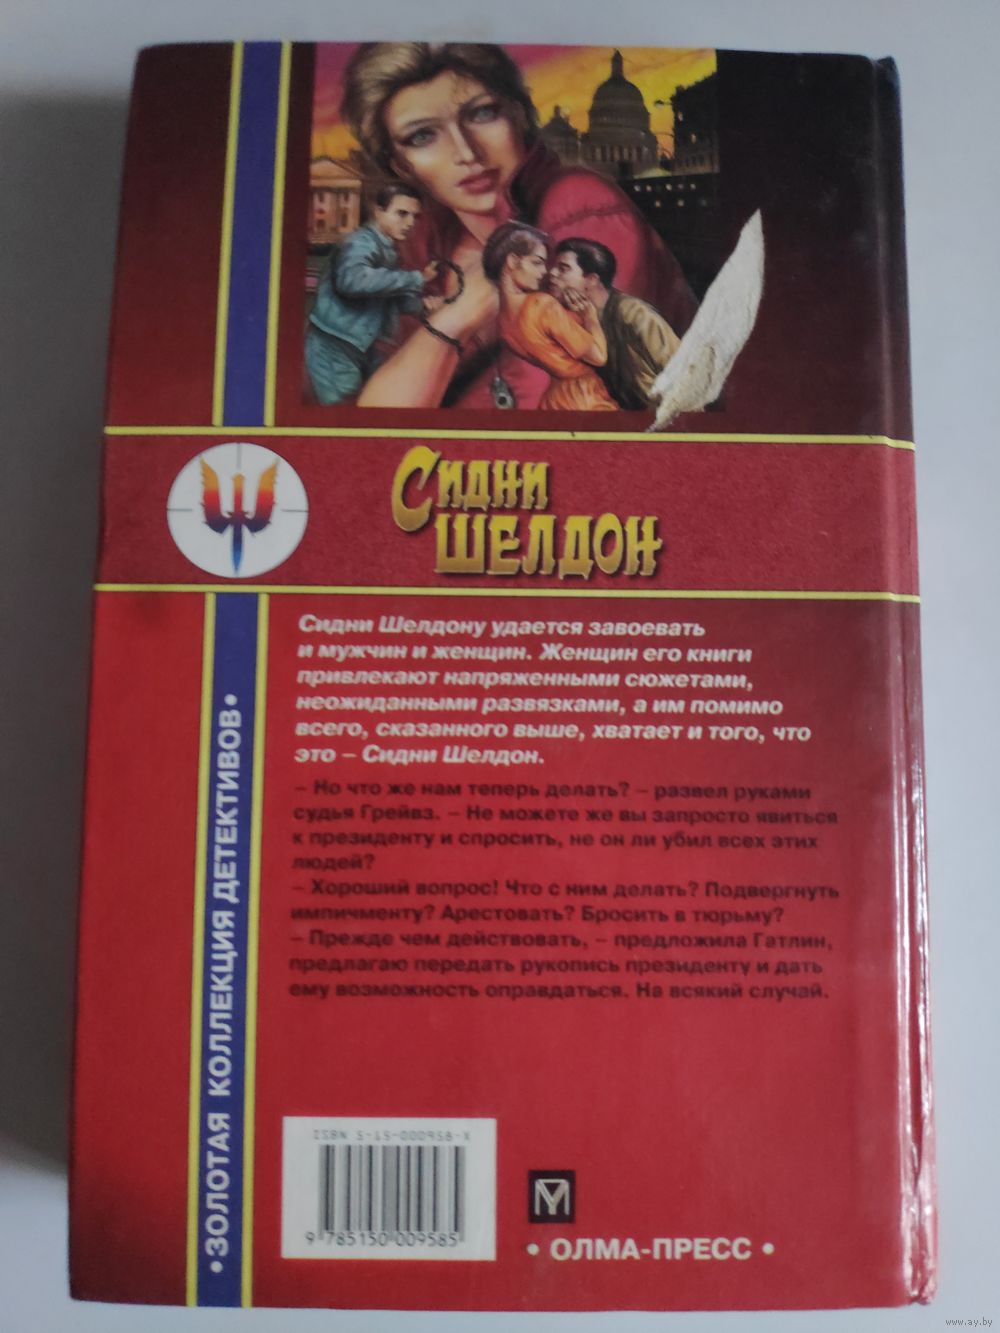 Сидни
ШЕЛДОН
Сидни Шелдону удается завоевать
и мужчин и женщин. Женщин его книги
привлекают напряженными сюжетами,
неожиданными развязками, а им помимо
всего, сказанного выше, хватает и того, что
это – Сидни Шелдон.
– Но что же нам теперь делать? – развел руками
судья Грейвз. – Не можете же вы запросто явиться
к президенту и спросить, не он ли убил всех этих
людей?
– Хороший вопрос! Что с ним делать? Подвергнуть
импичменту? Арестовать? Бросить в тюрьму?
– Прежде чем действовать, – предложила Гатлин,
предлагаю передать рукопись президенту и дать
ему возможность оправдаться. На всякий случай.
• ЗОЛОТАЯ КОЛЛЕКЦИЯ ДЕТЕКТИВОВ •
ISBN 5-15-000958-X
9 785150 009585
• ОЛМА-ПРЕСС •
www.ay.by